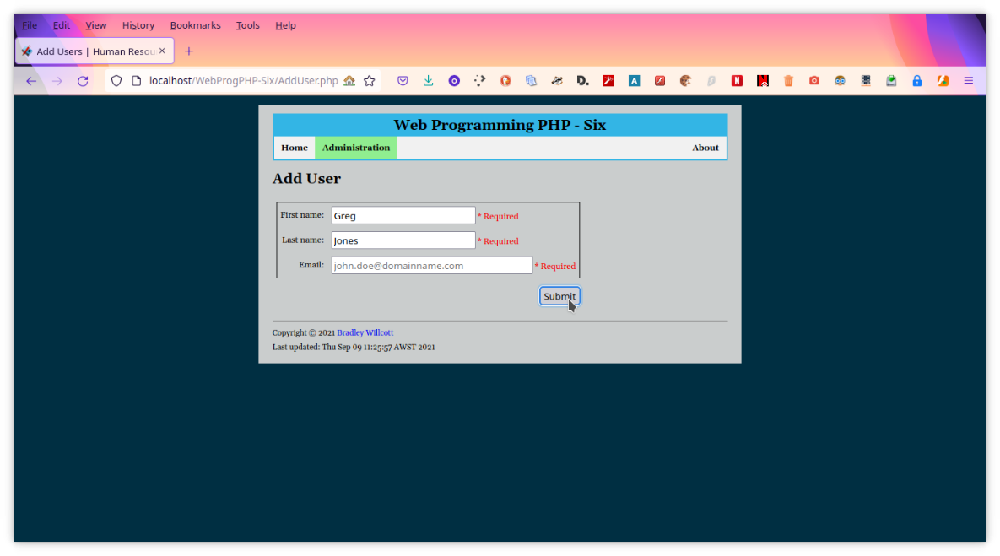 File Edit View History Bookmarks Tools Help
Add Users | Human Resou
localhost/WebProgPHP-Six/AddUser.php
Web Programming PHP - Six
Home Administration About
Add User
First name: Greg * Required
Last name: Jones * Required
Email: john.doe@domainname.com * Required
Submit
Copyright © 2021 Bradley Willcott
Last updated: Thu Sep 09 11:25:57 AWST 2021